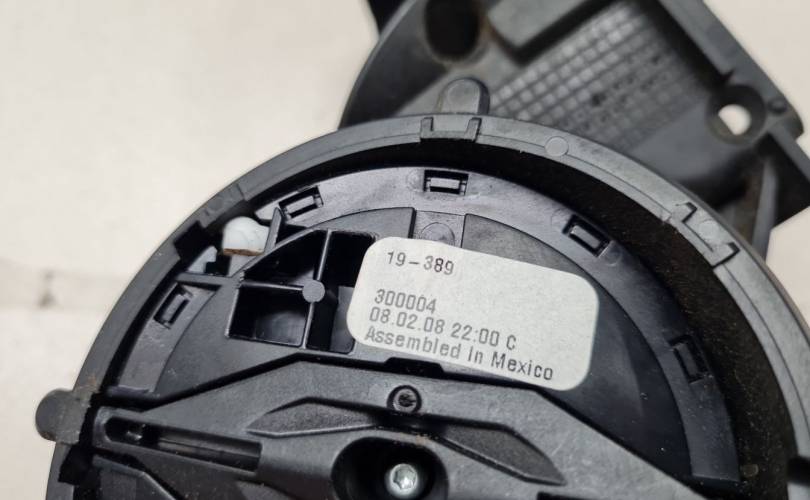 19-389
300004
08.02.08 22:00 C
Assembled in Mexico